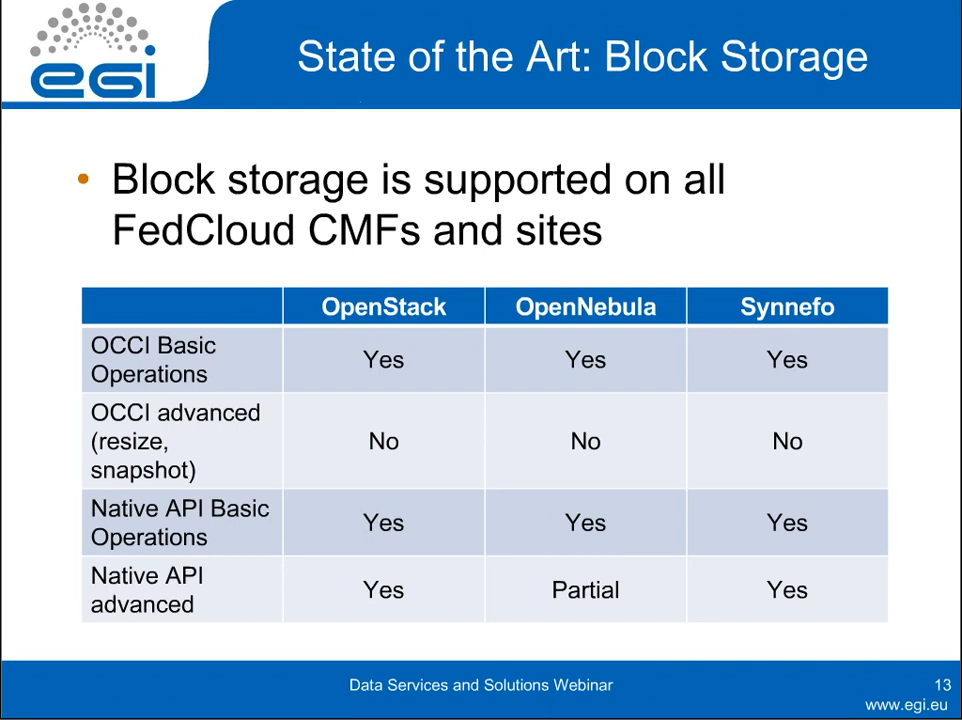 egi
State of the Art: Block Storage
• Block storage is supported on all
FedCloud CMFs and sites
OpenStack OpenNebula Synnefo
OCCI Basic
Operations Yes Yes Yes
OCCI advanced
(resize,
snapshot) No No No
Native API Basic
Operations Yes Yes Yes
Native API
advanced Yes Partial Yes
Data Services and Solutions Webinar
13
www.egi.eu